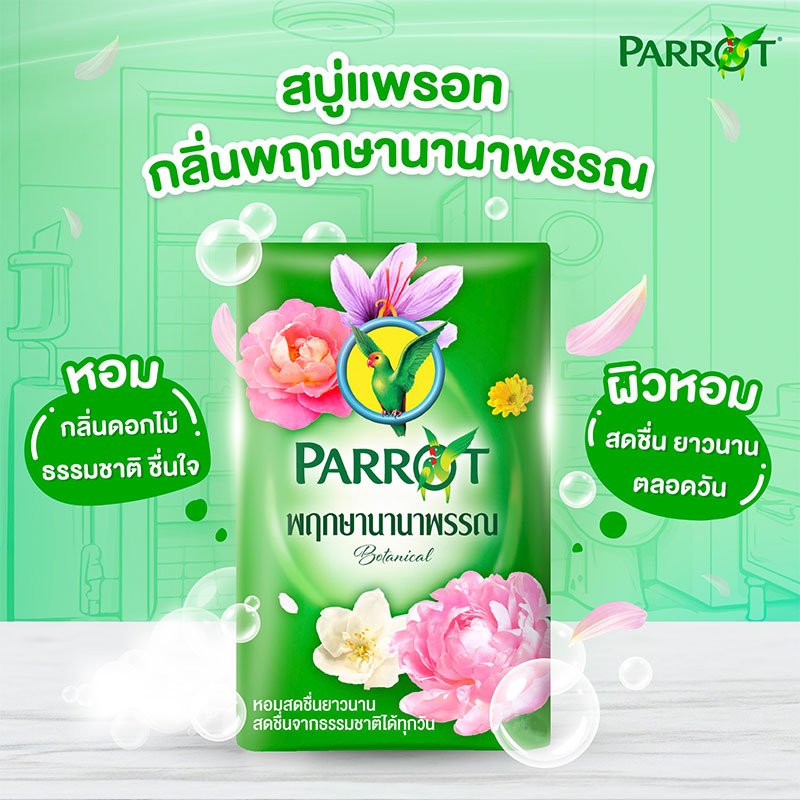 PARROT®
สบู่แพรอท
กลิ่นพฤกษานานาพรรณ
หอม
กลิ่นดอกไม้
ธรรมชาติ ชื่นใจ
ผิวหอม
สดชื่น ยาวนาน
ตลอดวัน
PARROT
พฤกษานานาพรรณ
Botanical
หอมสดชื่นยาวนาน
สดชื่นจากธรรมชาติได้ทุกวัน